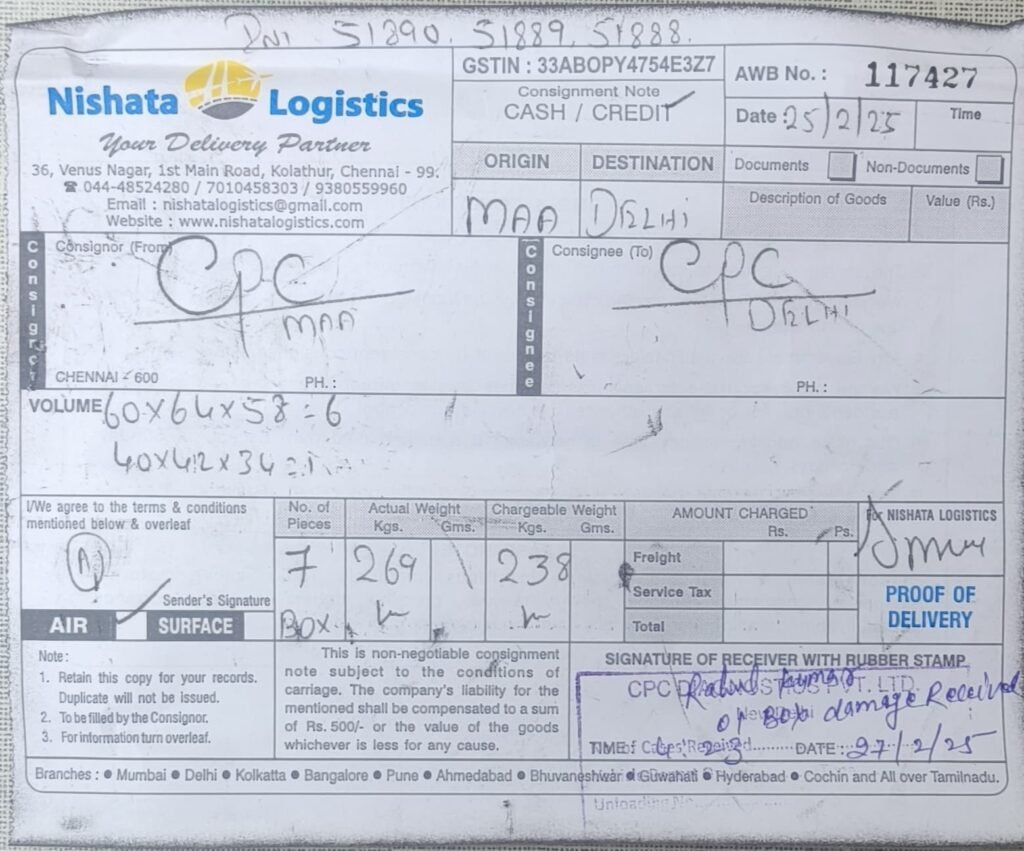 DNI 51890. 51889. 51888.
Nishata Logistics
Your Delivery Partner
36, Venus Nagar, 1st Main Road, Kolathur, Chennai - 99.
☎ 044-48524280 / 7010458303 / 9380559960
Email : nishatalogistics@gmail.com
Website : www.nishatalogistics.com
GSTIN : 33ABOPY4754E3Z7
Consignment Note
CASH / CREDIT
AWB No. : 117427
Date : 25/2/25 Time
ORIGIN DESTINATION
MAA DELHI
Documents Non-Documents
Description of Goods Value (Rs.)
Consignor
Consignor (From)
CPC
MAA
CHENNAI - 600 PH. :
Consignee
Consignee (To)
CPC
DELHI
PH. :
VOLUME 60x64x58=6
40x42x34=1
I/We agree to the terms & conditions
mentioned below & overleaf
A
Sender's Signature
AIR SURFACE
No. of Pieces
7
BOX
Actual Weight
Kgs. Gms.
269
Chargeable Weight
Kgs. Gms.
238
AMOUNT CHARGED
Rs. Ps.
Freight
Service Tax
Total
For NISHATA LOGISTICS
PROOF OF
DELIVERY
Note :
1. Retain this copy for your records.
Duplicate will not be issued.
2. To be filled by the Consignor.
3. For information turn overleaf.
This is non-negotiable consignment
note subject to the conditions of
carriage. The company's liability for the
mentioned shall be compensated to a sum
of Rs. 500/- or the value of the goods
whichever is less for any cause.
SIGNATURE OF RECEIVER WITH RUBBER STAMP
CPC PVT. LTD.
Kumar
Box damage Received
TIME DATE : 27/2/25
Unloading
Branches : ● Mumbai ● Delhi ● Kolkatta ● Bangalore ● Pune ● Ahmedabad ● Bhuvaneshwar ● Guwahati ● Hyderabad ● Cochin and All over Tamilnadu.